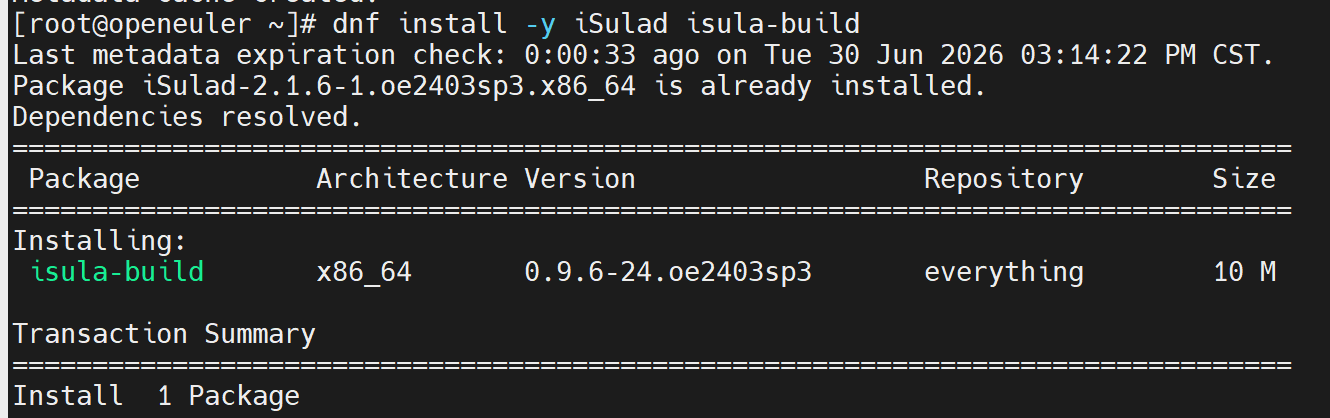 [root@openeuler ~]# dnf install -y iSulad isula-build
Last metadata expiration check: 0:00:33 ago on Tue 30 Jun 2026 03:14:22 PM CST.
Package iSulad-2.1.6-1.oe2403sp3.x86_64 is already installed.
Dependencies resolved.
================================================================================
Package Architecture Version Repository Size
================================================================================
Installing:
isula-build x86_64 0.9.6-24.oe2403sp3 everything 10 M
Transaction Summary
================================================================================
Install 1 Package